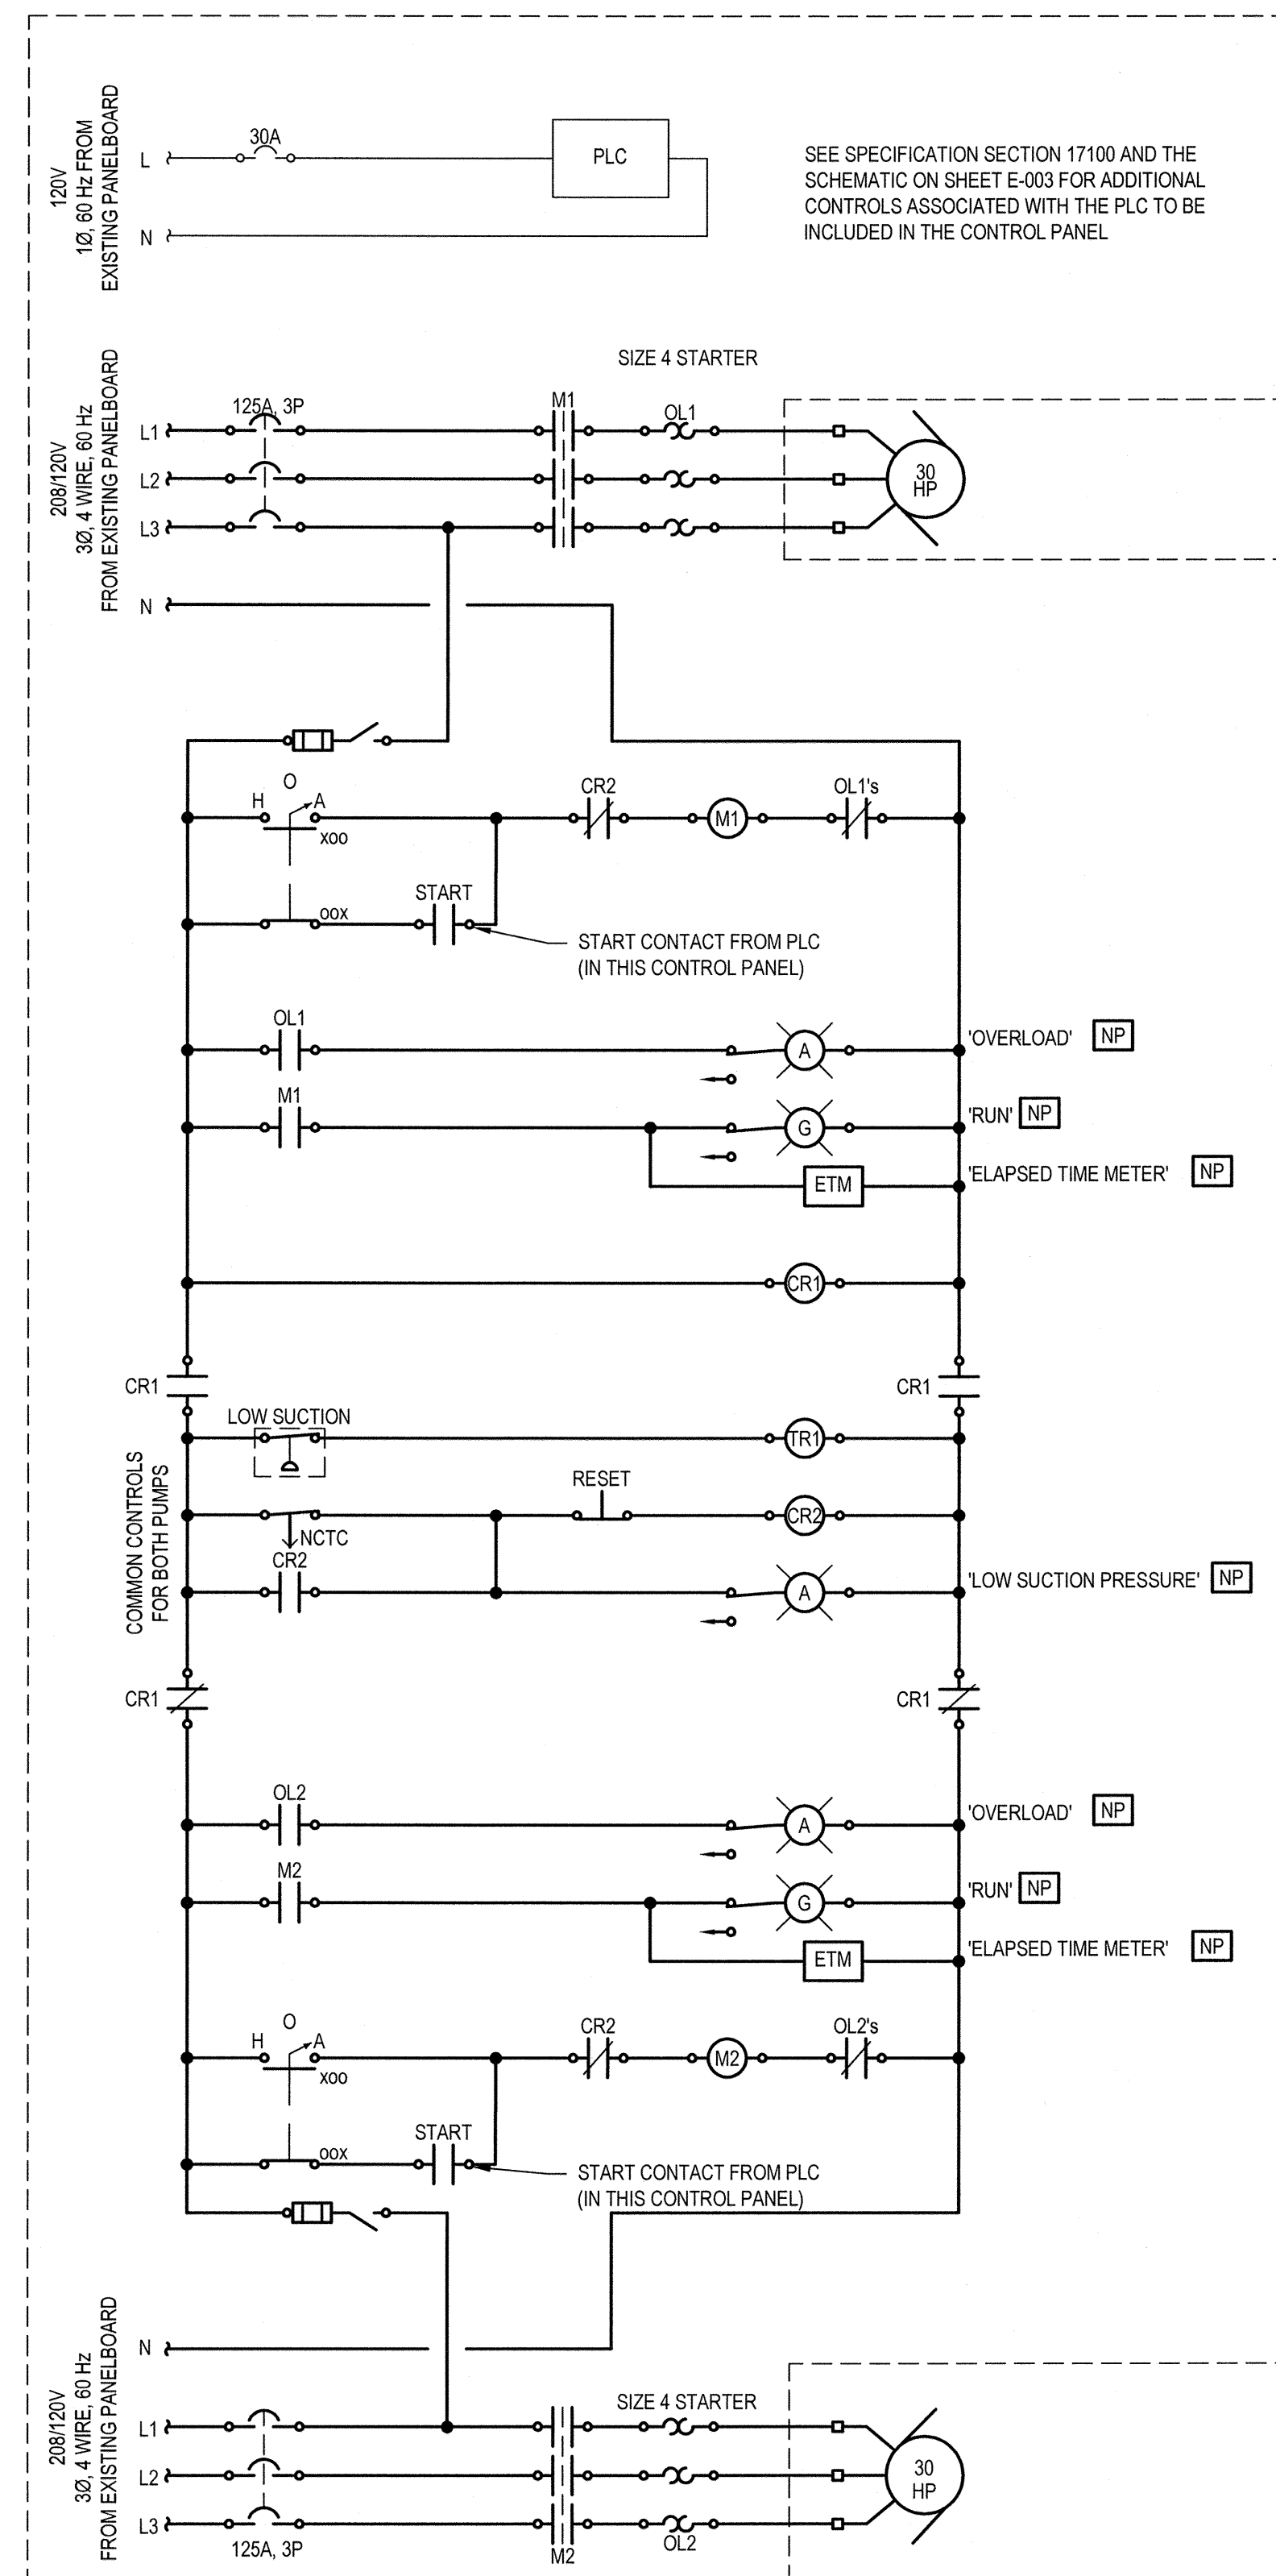 120V
1Ø, 60 Hz FROM
EXISTING PANELBOARD
L
30A
PLC
N
SEE SPECIFICATION SECTION 17100 AND THE
SCHEMATIC ON SHEET E-003 FOR ADDITIONAL
CONTROLS ASSOCIATED WITH THE PLC TO BE
INCLUDED IN THE CONTROL PANEL
SIZE 4 STARTER
208/120V
3Ø, 4 WIRE, 60 Hz
FROM EXISTING PANELBOARD
125A, 3P
M1
OL1
L1
L2
L3
30
HP
N
O
H
A
XOO
CR2
M1
OL1's
OOX
START
START CONTACT FROM PLC
(IN THIS CONTROL PANEL)
OL1
A
'OVERLOAD' NP
M1
G
'RUN' NP
ETM
'ELAPSED TIME METER' NP
CR1
CR1
CR1
LOW SUCTION
TR1
COMMON CONTROLS
FOR BOTH PUMPS
RESET
NCTC
CR2
CR2
A
'LOW SUCTION PRESSURE' NP
CR1
CR1
OL2
A
'OVERLOAD' NP
M2
G
'RUN' NP
ETM
'ELAPSED TIME METER' NP
O
H
A
XOO
CR2
M2
OL2's
OOX
START
START CONTACT FROM PLC
(IN THIS CONTROL PANEL)
N
208/120V
3Ø, 4 WIRE, 60 Hz
FROM EXISTING PANELBOARD
SIZE 4 STARTER
L1
L2
L3
30
HP
125A, 3P
M2
OL2